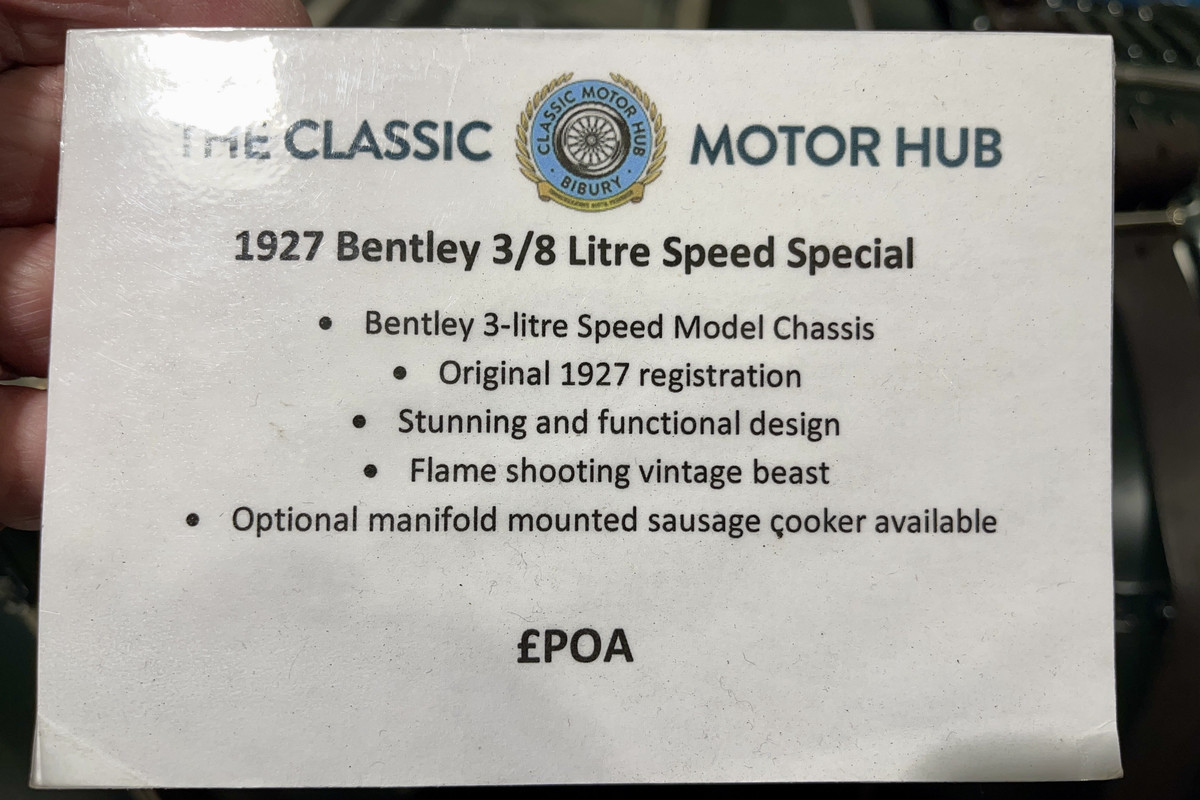 THE CLASSIC MOTOR HUB
CLASSIC MOTOR HUB
· BIBURY ·
1927 Bentley 3/8 Litre Speed Special
• Bentley 3-litre Speed Model Chassis
• Original 1927 registration
• Stunning and functional design
• Flame shooting vintage beast
• Optional manifold mounted sausage cooker available
£POA